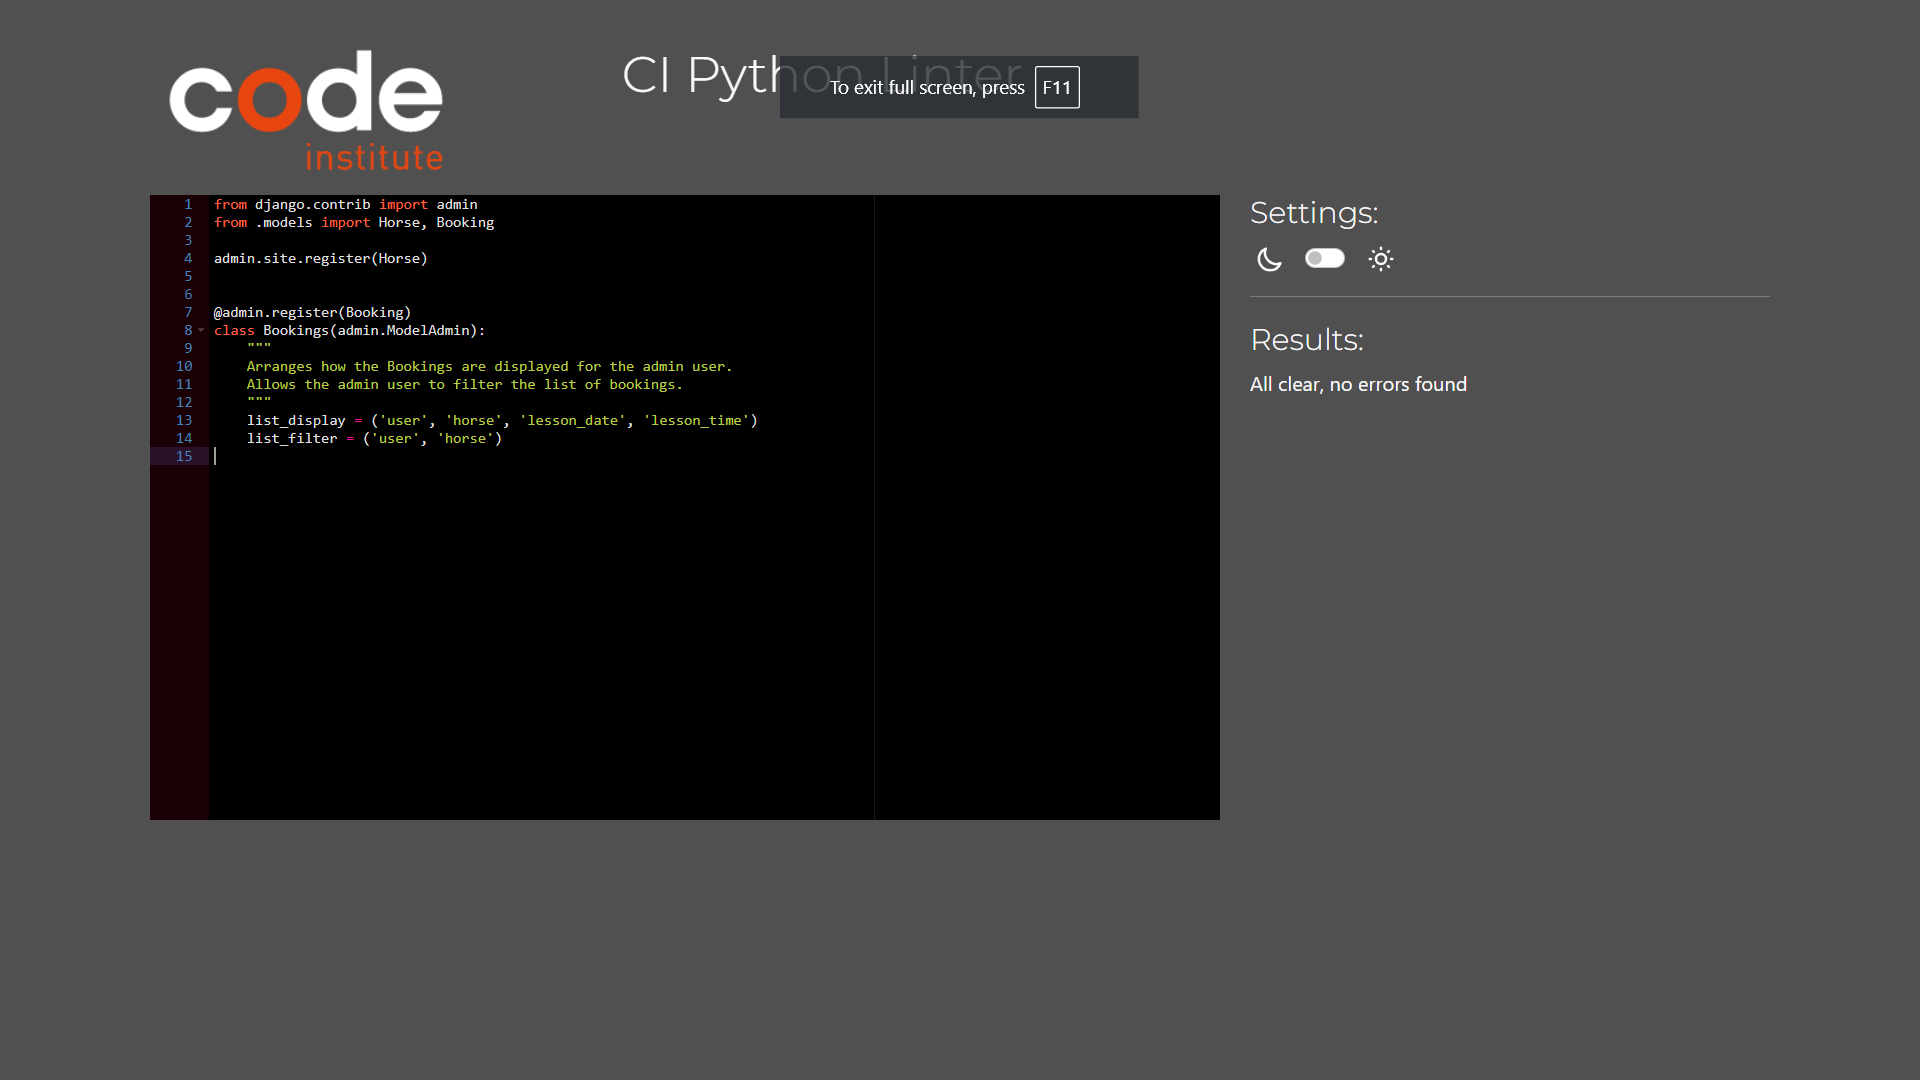 code
institute
CI Python Linter
To exit full screen, press F11
1 from django.contrib import admin
2 from .models import Horse, Booking
3
4 admin.site.register(Horse)
5
6
7 @admin.register(Booking)
8 class Bookings(admin.ModelAdmin):
9     """
10     Arranges how the Bookings are displayed for the admin user.
11     Allows the admin user to filter the list of bookings.
12     """
13     list_display = ('user', 'horse', 'lesson_date', 'lesson_time')
14     list_filter = ('user', 'horse')
15
Settings:
Results:
All clear, no errors found